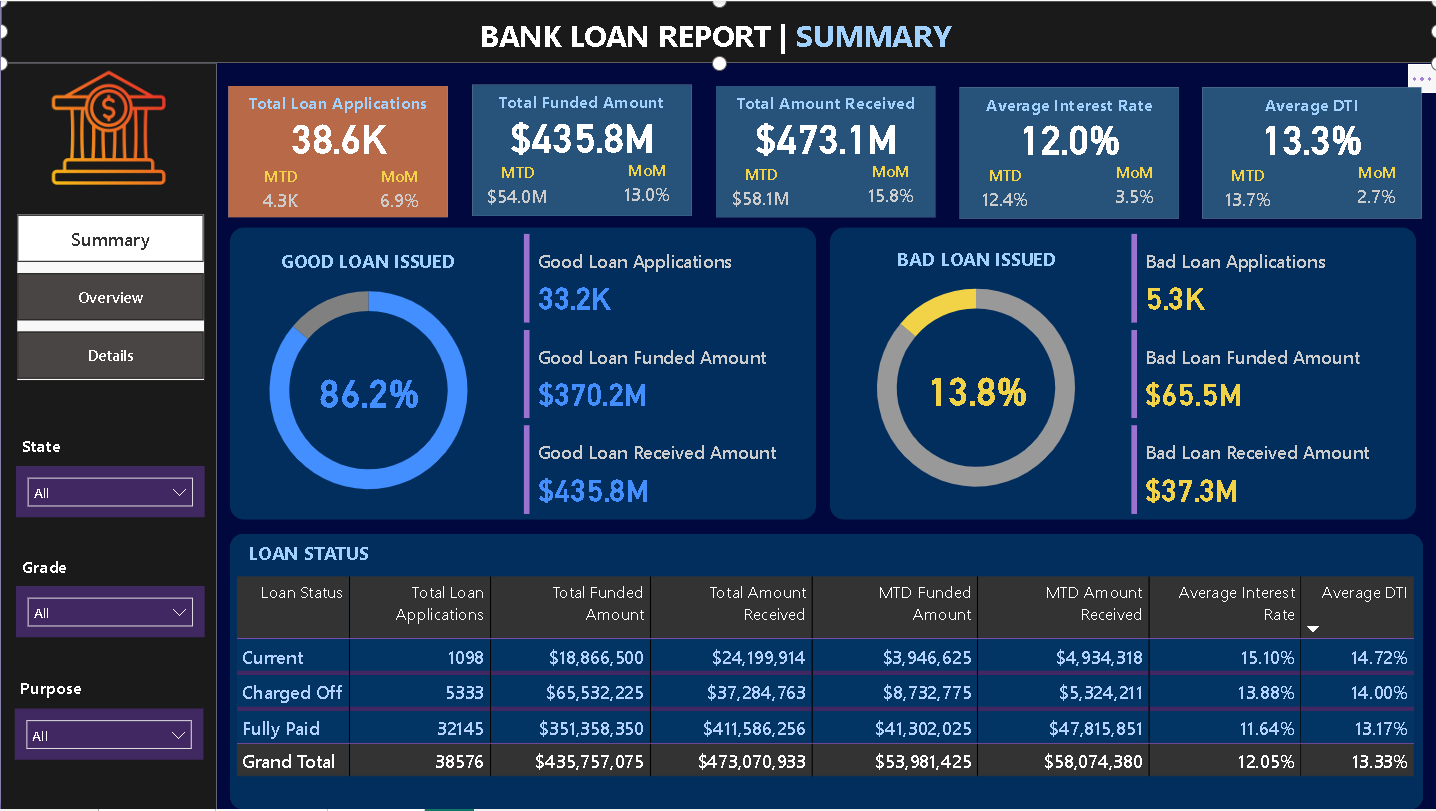 BANK LOAN REPORT | SUMMARY
$
Total Loan Applications
38.6K
MTD MoM
4.3K 6.9%
Total Funded Amount
$435.8M
MTD MoM
$54.0M 13.0%
Total Amount Received
$473.1M
MTD MoM
$58.1M 15.8%
Average Interest Rate
12.0%
MTD MoM
12.4% 3.5%
Average DTI
13.3%
MTD MoM
13.7% 2.7%
Summary
Overview
Details
State
All
Grade
All
Purpose
All
GOOD LOAN ISSUED
86.2%
Good Loan Applications
33.2K
Good Loan Funded Amount
$370.2M
Good Loan Received Amount
$435.8M
BAD LOAN ISSUED
13.8%
Bad Loan Applications
5.3K
Bad Loan Funded Amount
$65.5M
Bad Loan Received Amount
$37.3M
LOAN STATUS
Loan Status Total Loan Total Funded Total Amount MTD Funded MTD Amount Average Interest Average DTI
Applications Amount Received Amount Received Rate
Current 1098 $18,866,500 $24,199,914 $3,946,625 $4,934,318 15.10% 14.72%
Charged Off 5333 $65,532,225 $37,284,763 $8,732,775 $5,324,211 13.88% 14.00%
Fully Paid 32145 $351,358,350 $411,586,256 $41,302,025 $47,815,851 11.64% 13.17%
Grand Total 38576 $435,757,075 $473,070,933 $53,981,425 $58,074,380 12.05% 13.33%